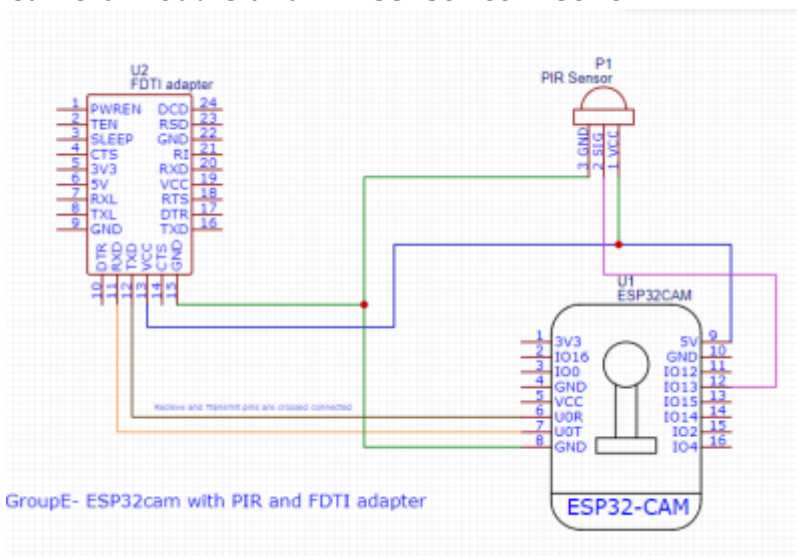 U2
FDTI adapter
1 PWREN DCD 24
2 TEN RSD 23
3 SLEEP GND 22
4 CTS RI 21
5 3V3 RXD 20
6 5V VCC 19
7 RXL RTS 18
8 TXL DTR 17
9 GND TXD 16
DTR RXD TXD VCC CTS GND
10 11 12 13 14 15
P1
PIR Sensor
3 GND
2 SIG
1 VCC
U1
ESP32CAM
1 3V3 5V 9
2 IO16 GND 10
3 IO0 IO12 11
4 GND IO13 12
5 VCC IO15 13
6 U0R IO14 14
7 U0T IO2 15
8 GND IO4 16
Recieve and Transmit pins are crossed connected
ESP32-CAM
GroupE- ESP32cam with PIR and FDTI adapter